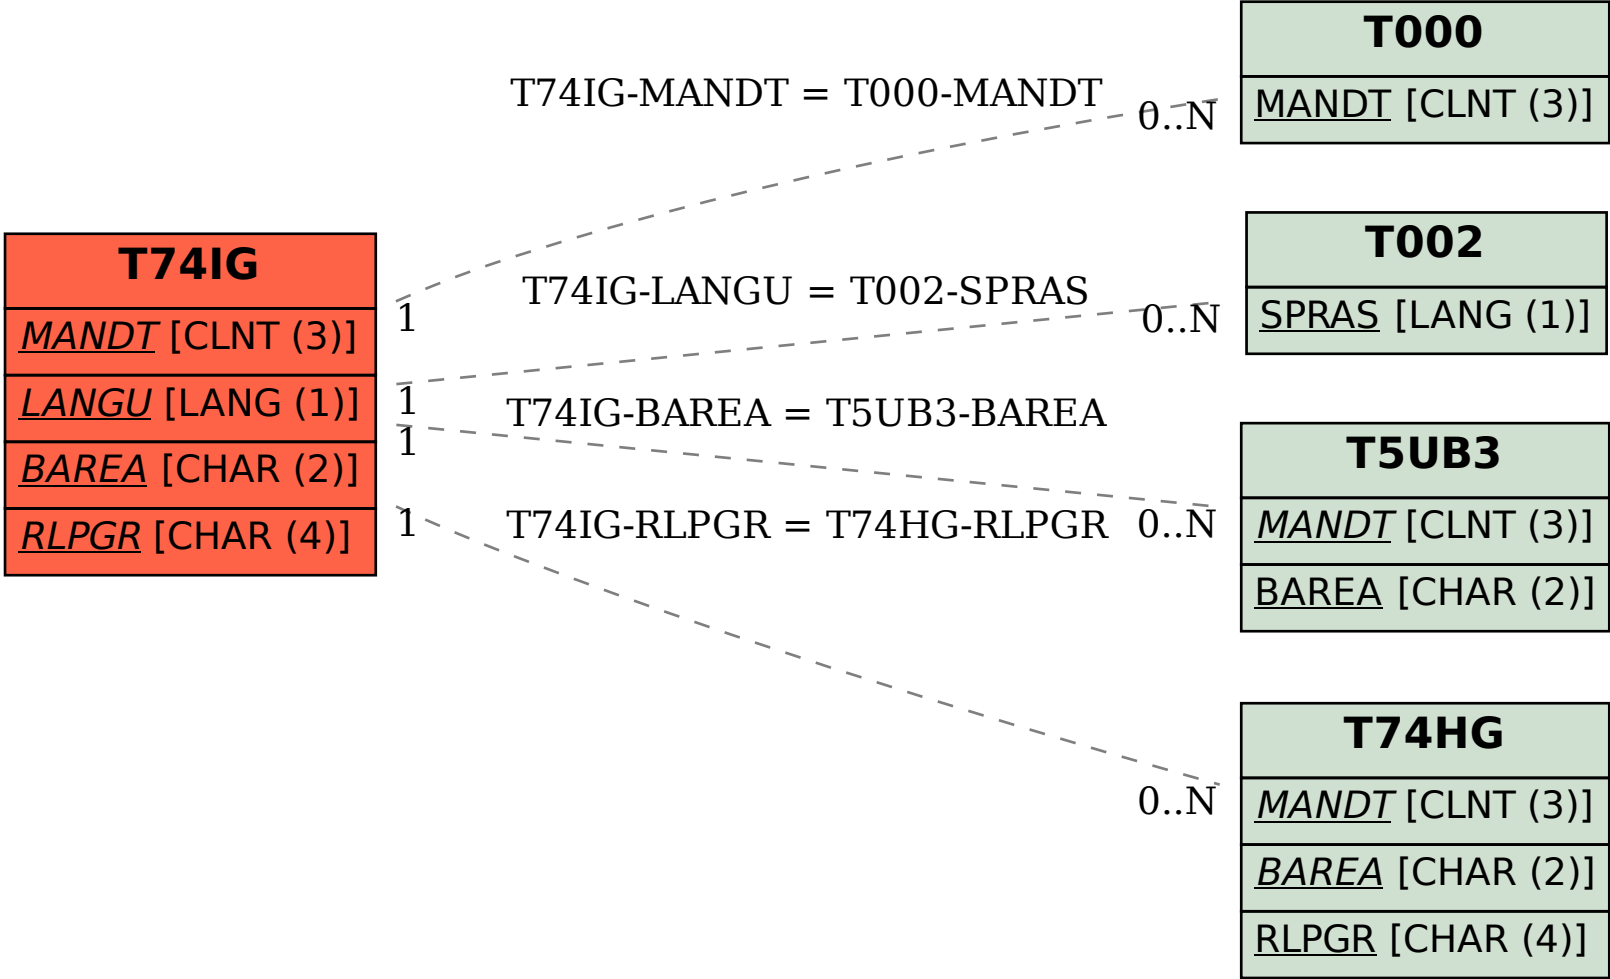 T000
MANDT [CLNT (3)]
T74IG-MANDT = T000-MANDT
0..N
T002
SPRAS [LANG (1)]
T74IG
MANDT [CLNT (3)]
LANGU [LANG (1)]
BAREA [CHAR (2)]
RLPGR [CHAR (4)]
1
T74IG-LANGU = T002-SPRAS
0..N
1
T74IG-BAREA = T5UB3-BAREA
1
T5UB3
MANDT [CLNT (3)]
BAREA [CHAR (2)]
1
T74IG-RLPGR = T74HG-RLPGR
0..N
T74HG
MANDT [CLNT (3)]
BAREA [CHAR (2)]
RLPGR [CHAR (4)]
0..N